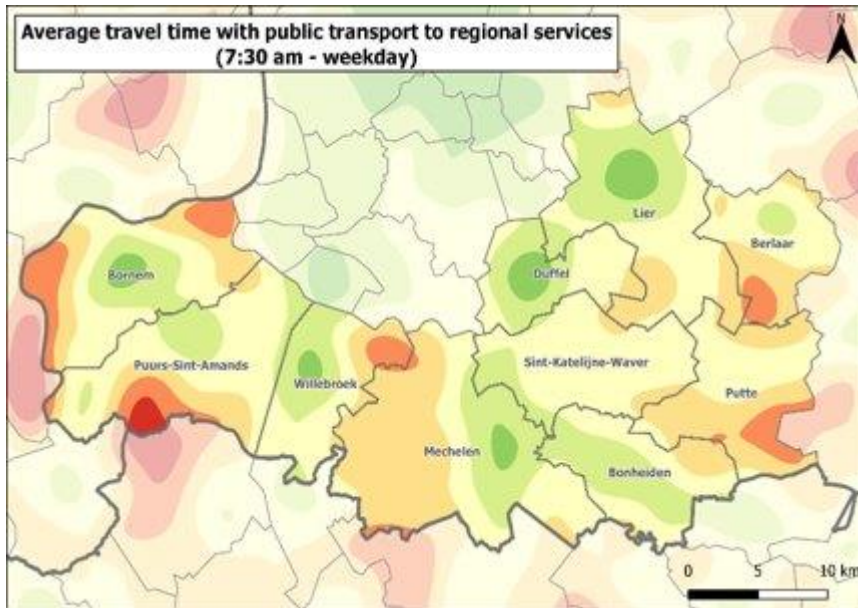 Average travel time with public transport to regional services
(7:30 am - weekday)
N
Lier
Berlaar
Duffel
Bornem
Puurs-Sint-Amands
Willebroek
Sint-Katelijne-Waver
Putte
Mechelen
Bonheiden
0 5 10 km